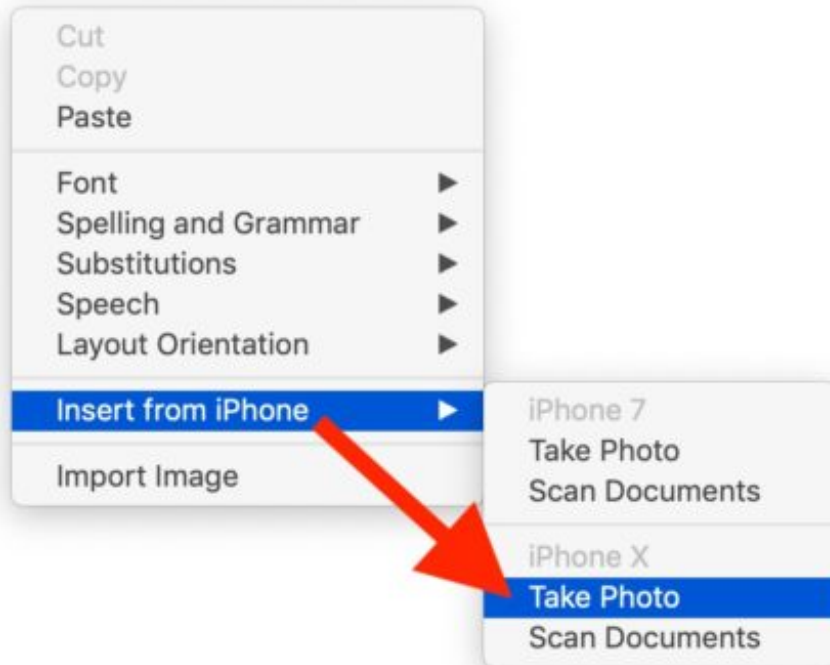 Cut
Copy
Paste
Font
Spelling and Grammar
Substitutions
Speech
Layout Orientation
Insert from iPhone
Import Image
iPhone 7
Take Photo
Scan Documents
iPhone X
Take Photo
Scan Documents